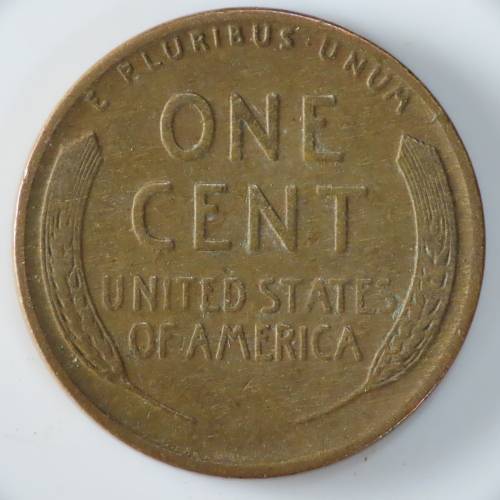 E PLURIBUS·UNUM
ONE
CENT
UNITED STATES
OF·AMERICA